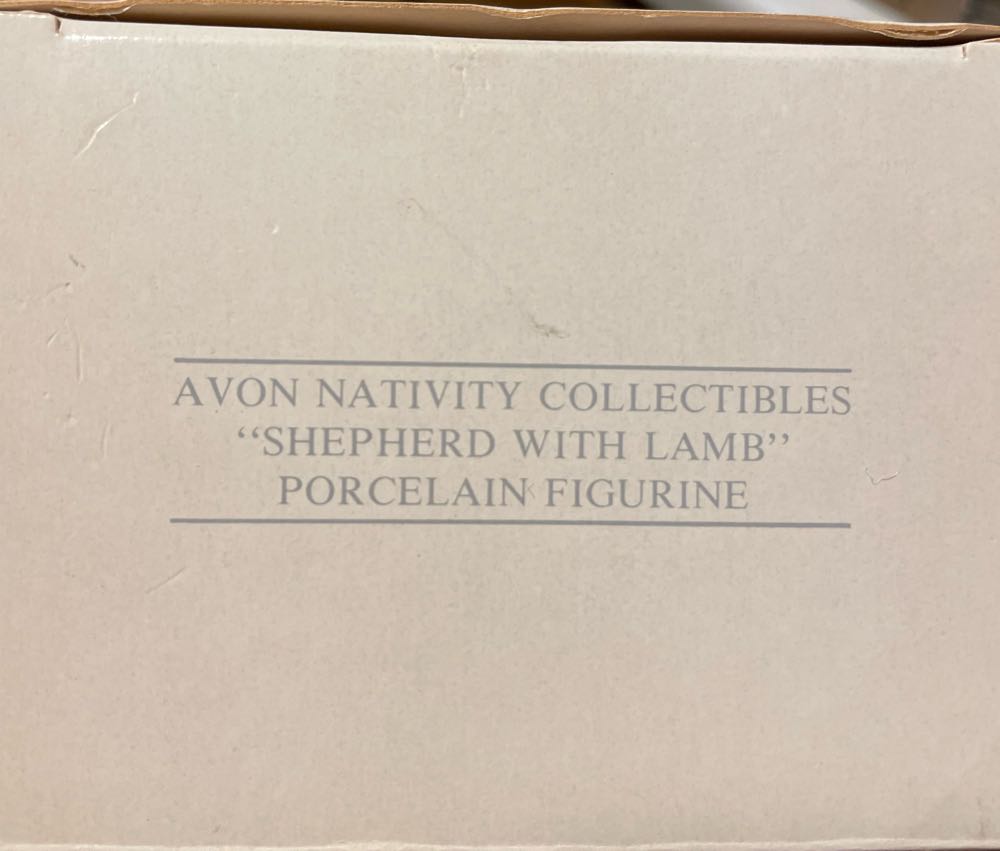 AVON NATIVITY COLLECTIBLES
‘‘SHEPHERD WITH LAMB’’
PORCELAIN FIGURINE